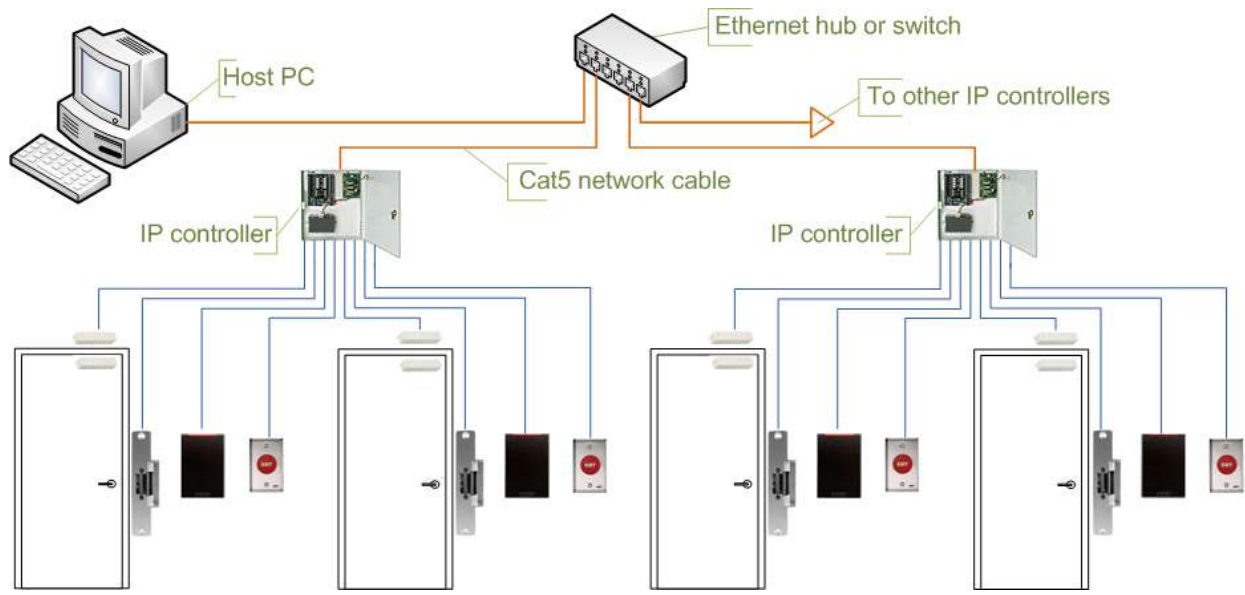 Ethernet hub or switch
Host PC
To other IP controllers
Cat5 network cable
IP controller
IP controller
EXIT
EXIT
EXIT
EXIT